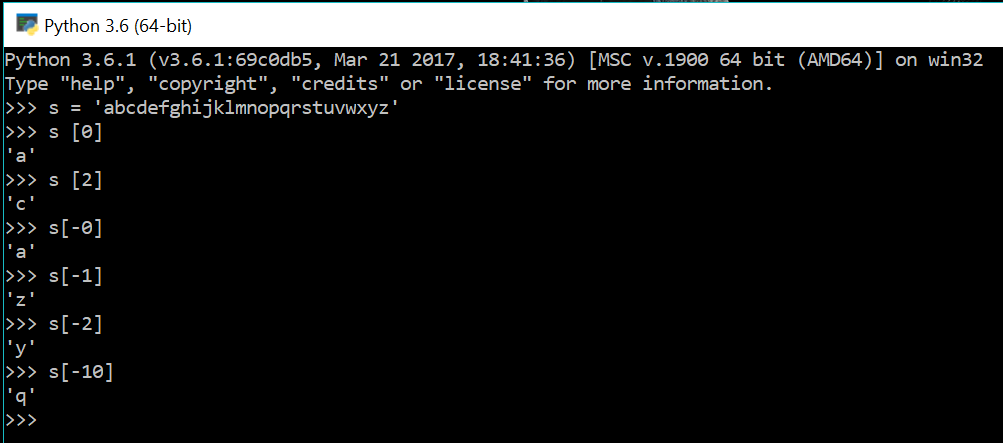 Python 3.6 (64-bit)
Python 3.6.1 (v3.6.1:69c0db5, Mar 21 2017, 18:41:36) [MSC v.1900 64 bit (AMD64)] on win32
Type "help", "copyright", "credits" or "license" for more information.
>>> s = 'abcdefghijklmnopqrstuvwxyz'
>>> s [0]
'a'
>>> s [2]
'c'
>>> s[-0]
'a'
>>> s[-1]
'z'
>>> s[-2]
'y'
>>> s[-10]
'q'
>>>